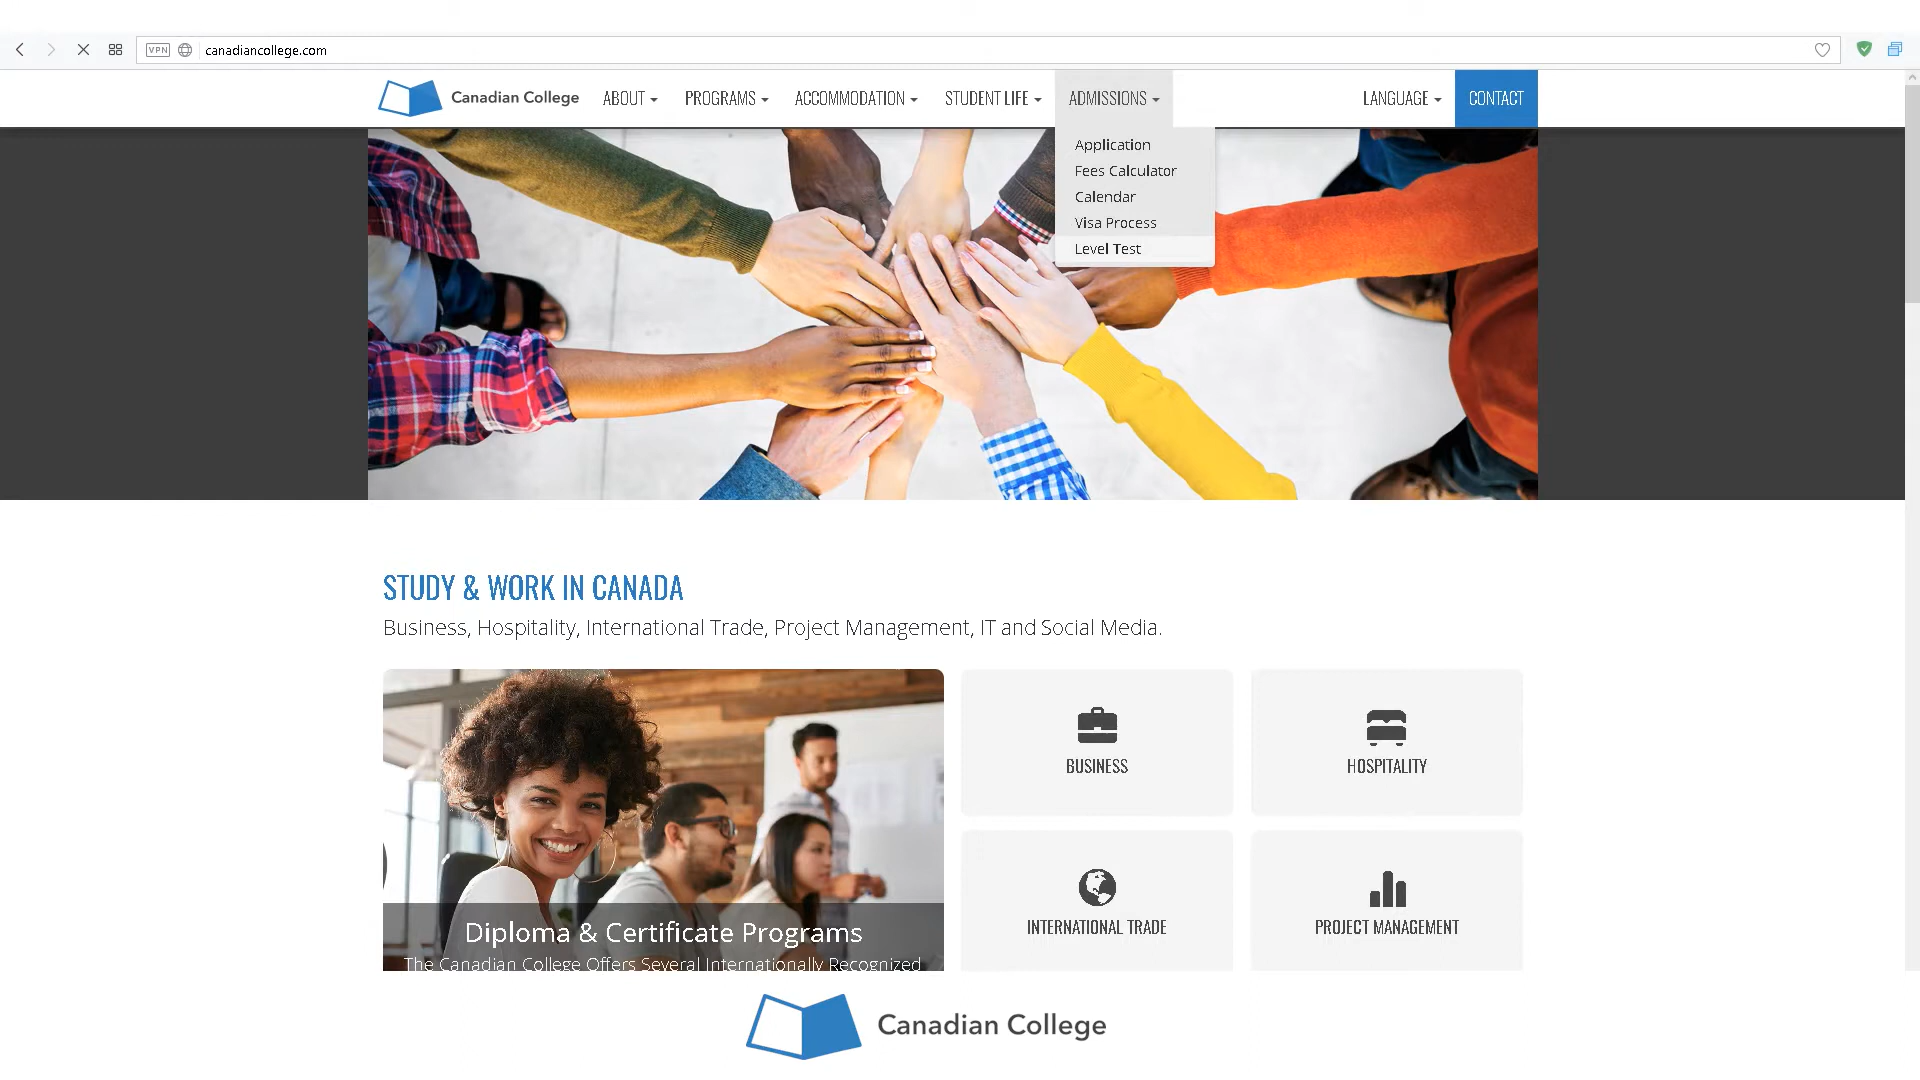 VPN
canadiancollege.com
Canadian College
ABOUT
PROGRAMS
ACCOMMODATION
STUDENT LIFE
ADMISSIONS
LANGUAGE
CONTACT
Application
Fees Calculator
Calendar
Visa Process
Level Test
STUDY & WORK IN CANADA
Business, Hospitality, International Trade, Project Management, IT and Social Media.
BUSINESS
HOSPITALITY
Diploma & Certificate Programs
The Canadian College Offers Several Internationally Recognized
INTERNATIONAL TRADE
PROJECT MANAGEMENT
Canadian College